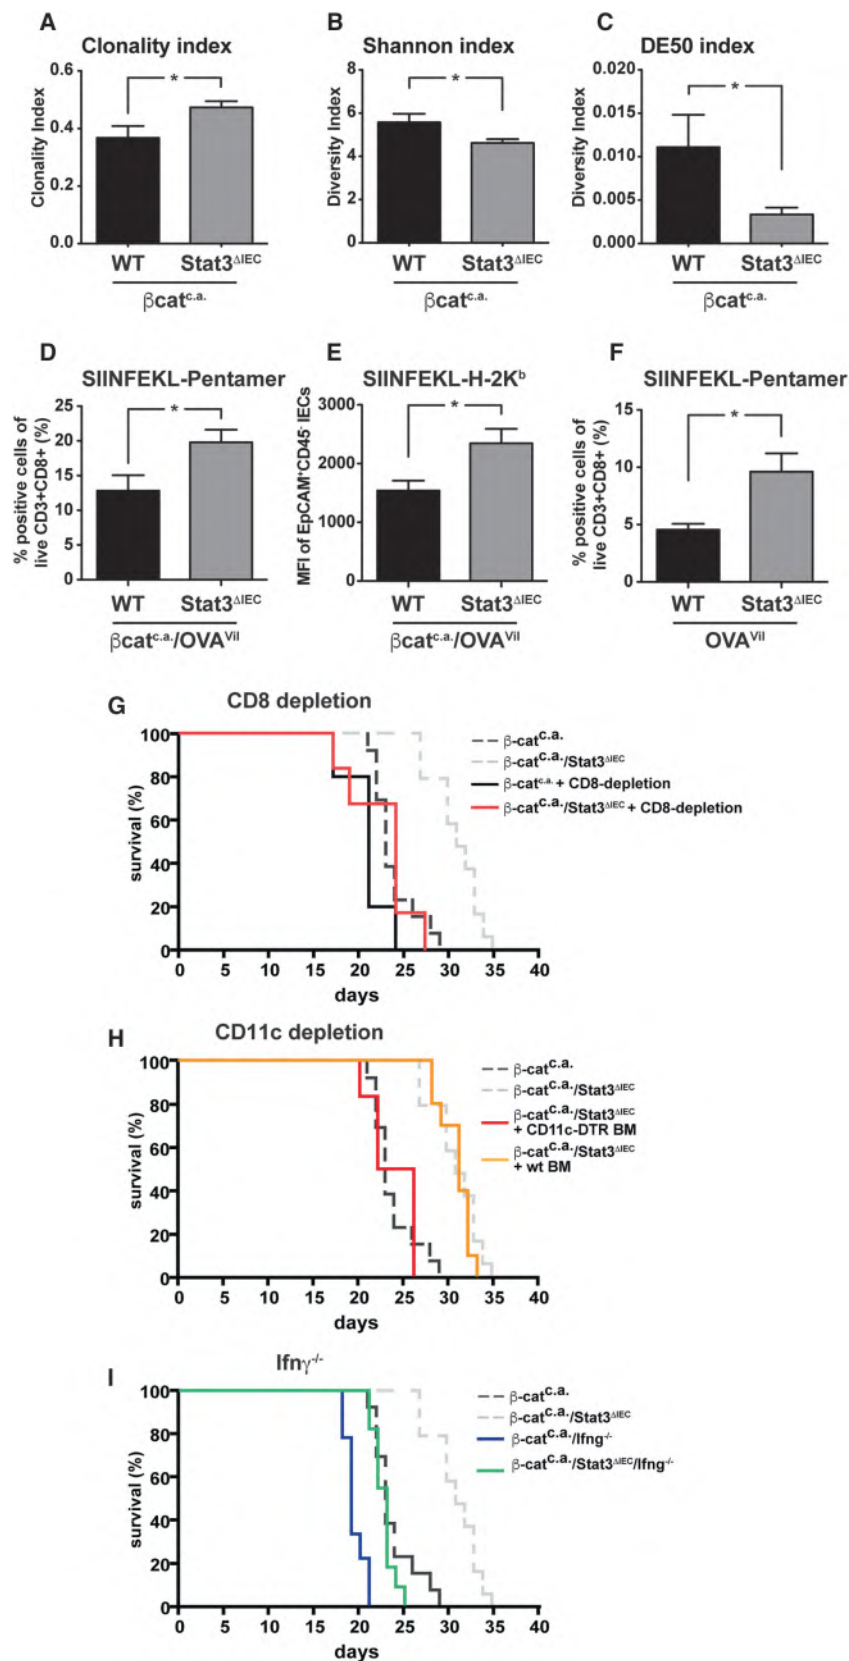 A
Clonality index
Clonality Index
0.6
0.4
0.2
0.0
*
WT
Stat3ΔIEC
βcatc.a.
B
Shannon index
Diversity Index
8
6
4
2
0
*
WT
Stat3ΔIEC
βcatc.a.
C
DE50 index
Diversity Index
0.020
0.015
0.010
0.005
0.000
*
WT
Stat3ΔIEC
βcatc.a.
D
SIINFEKL-Pentamer
% positive cells of
live CD3+CD8+ (%)
25
20
15
10
5
0
*
WT
Stat3ΔIEC
βcatc.a./OVAVil
E
SIINFEKL-H-2Kb
MFI of EpCAM+CD45- IECs
3000
2000
1000
0
*
WT
Stat3ΔIEC
βcatc.a./OVAVil
F
SIINFEKL-Pentamer
% positive cells of
live CD3+CD8+ (%)
15
10
5
0
*
WT
Stat3ΔIEC
OVAVil
G
CD8 depletion
survival (%)
100
80
60
40
20
0
0 5 10 15 20 25 30 35 40
days
β-catc.a.
β-catc.a./Stat3ΔIEC
β-catc.a. + CD8-depletion
β-catc.a./Stat3ΔIEC + CD8-depletion
H
CD11c depletion
survival (%)
100
80
60
40
20
0
0 5 10 15 20 25 30 35 40
days
β-catc.a.
β-catc.a./Stat3ΔIEC
β-catc.a./Stat3ΔIEC
+ CD11c-DTR BM
β-catc.a./Stat3ΔIEC
+ wt BM
I
Ifnγ-/-
survival (%)
100
80
60
40
20
0
0 5 10 15 20 25 30 35 40
days
β-catc.a.
β-catc.a./Stat3ΔIEC
β-catc.a./Ifng-/-
β-catc.a./Stat3ΔIEC/Ifng-/-